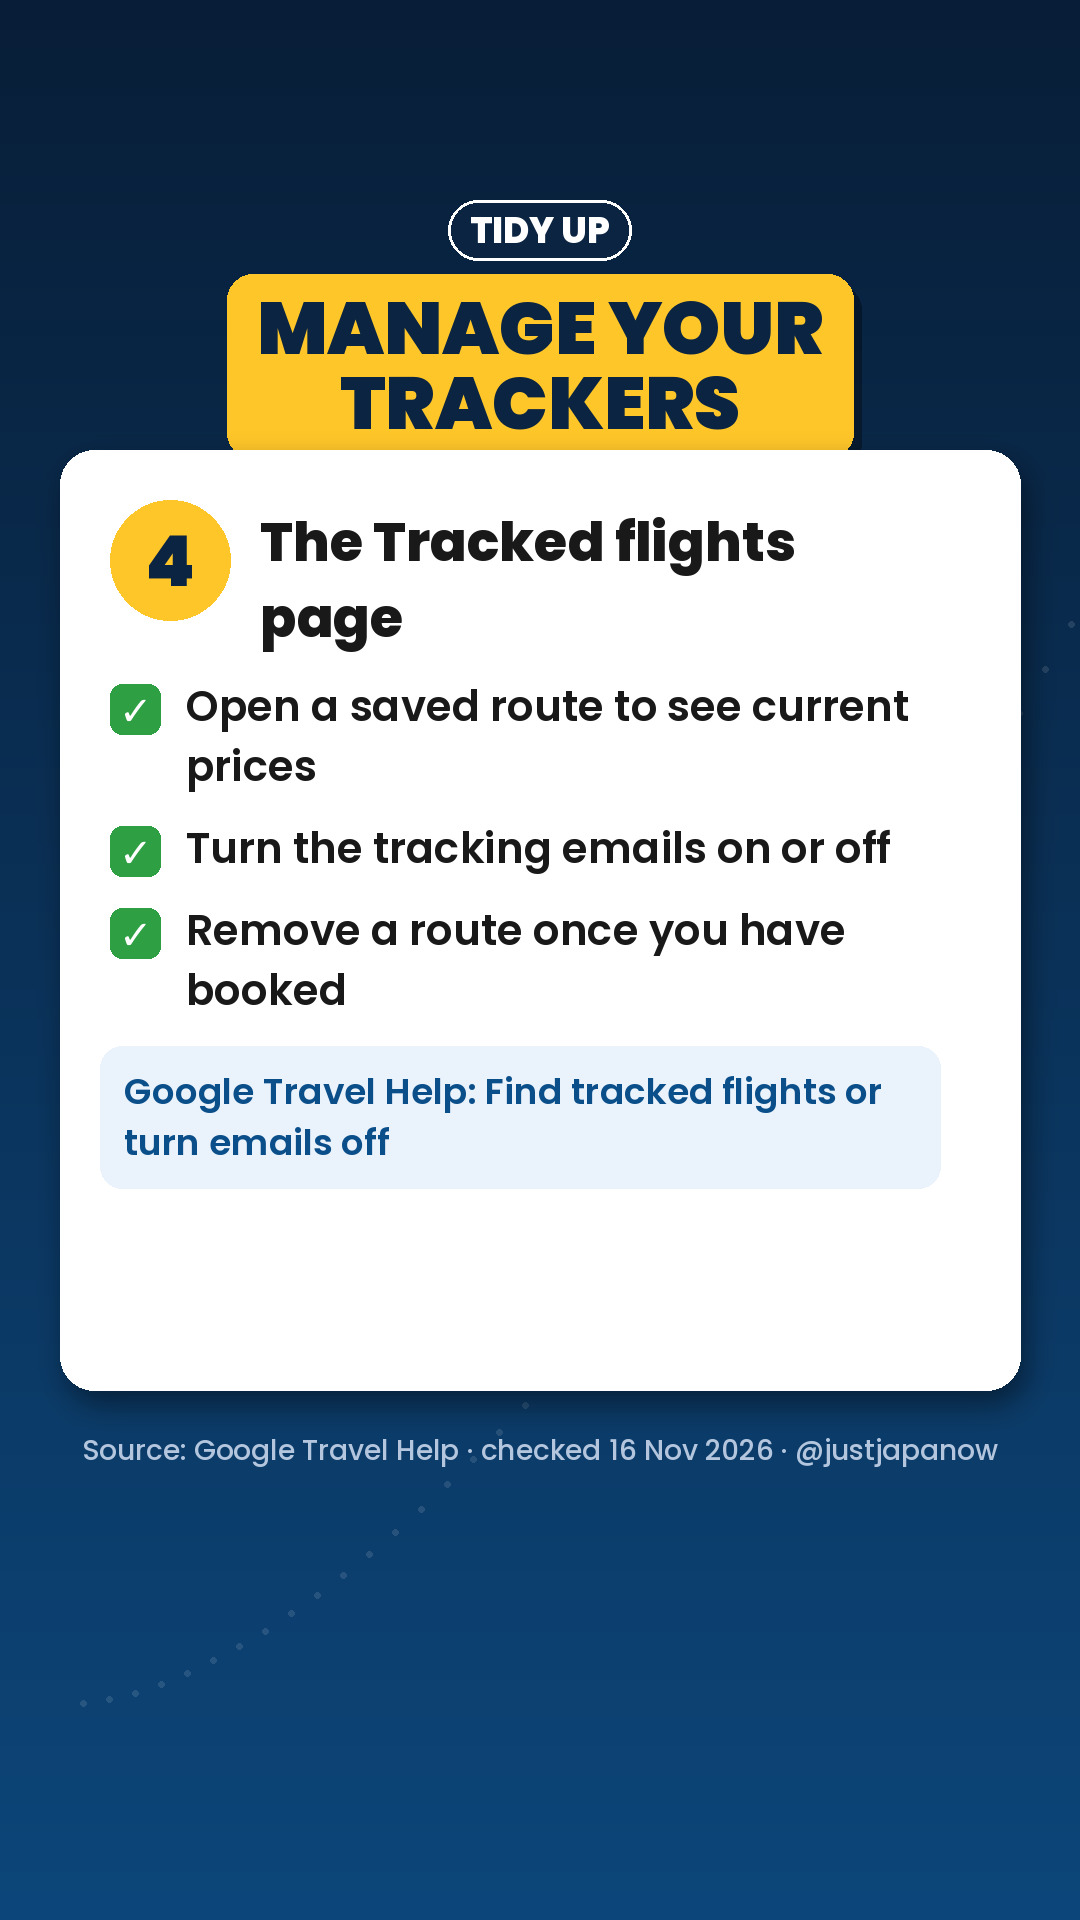 TIDY UP
MANAGE YOUR
TRACKERS
4
The Tracked flights
page
✓ Open a saved route to see current
prices
✓ Turn the tracking emails on or off
✓ Remove a route once you have
booked
Google Travel Help: Find tracked flights or
turn emails off
Source: Google Travel Help · checked 16 Nov 2026 · @justjapanow